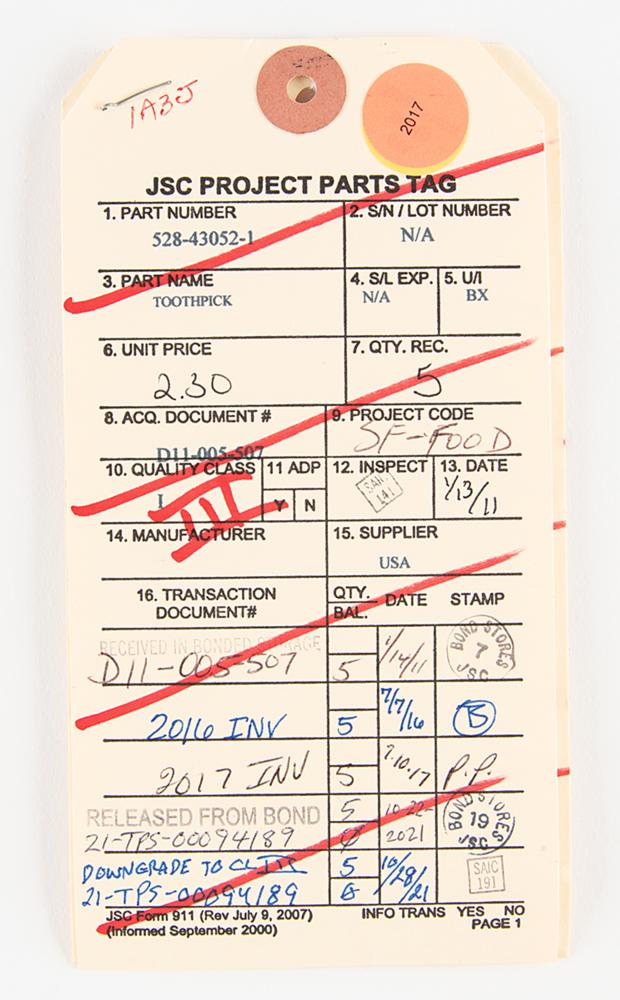 1A3J
2017
JSC PROJECT PARTS TAG
1. PART NUMBER
528-43052-1
2. S/N / LOT NUMBER
N/A
3. PART NAME
TOOTHPICK
4. S/L EXP.
N/A
5. U/I
BX
6. UNIT PRICE
2.30
7. QTY. REC.
5
8. ACQ. DOCUMENT #
D11-005-507
9. PROJECT CODE
SF-FOOD
10. QUALITY CLASS
I
III
11 ADP
Y N
12. INSPECT
141
13. DATE
1/13/11
14. MANUFACTURER
15. SUPPLIER
USA
16. TRANSACTION
DOCUMENT#
QTY.
BAL.
DATE
STAMP
RECEIVED IN BONDED STORAGE
D11-005-507
5
1/14/11
BOND STORES
7
JSC
2016 INV
5
7/7/16
B
2017 INV
5
7.10.17
P.P.
RELEASED FROM BOND
21-TPS-00094189
5
0
10-22-
2021
BOND STORES
19
JSC
DOWNGRADE TO CL III
21-TPS-00094189
5
10/28/21
SAIC
191
JSC Form 911 (Rev July 9, 2007)
(Informed September 2000)
INFO TRANS YES NO
PAGE 1